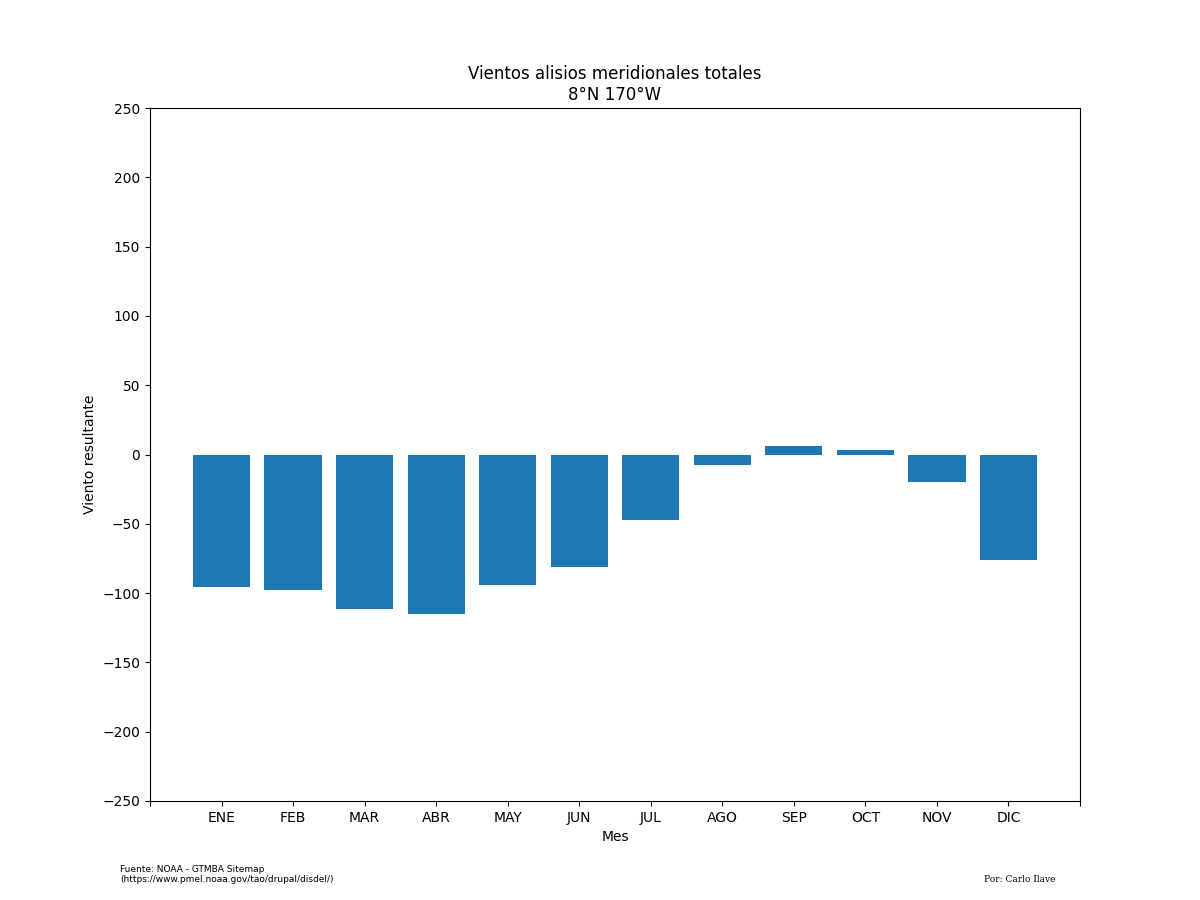 Vientos alisios meridionales totales
8°N 170°W
250
200
150
100
50
0
−50
−100
−150
−200
−250
Viento resultante
ENE FEB MAR ABR MAY JUN JUL AGO SEP OCT NOV DIC
Mes
Fuente: NOAA - GTMBA Sitemap
(https://www.pmel.noaa.gov/tao/drupal/disdel/)
Por: Carlo Ilave